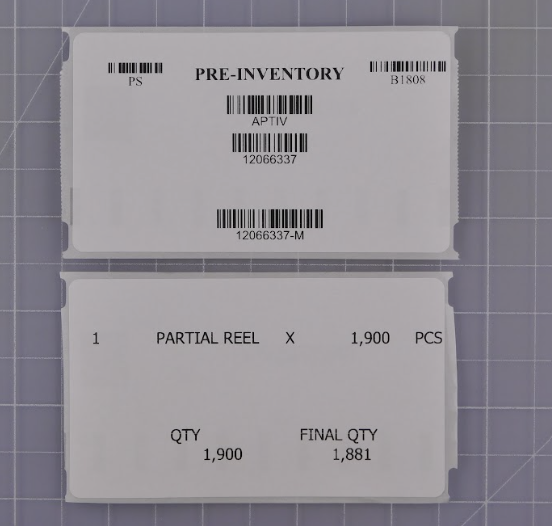 PRE-INVENTORY
PS
B1808
APTIV
12066337
12066337-M
1 PARTIAL REEL X 1,900 PCS
QTY FINAL QTY
1,900 1,881